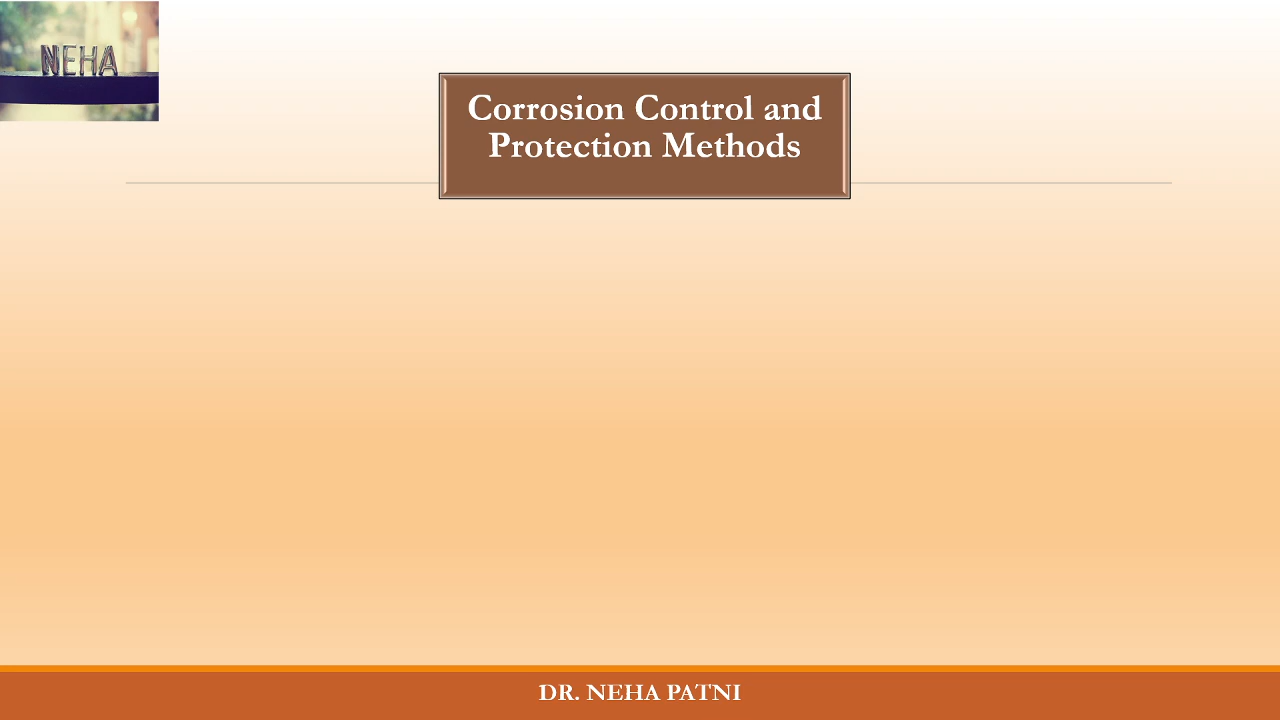 NEHA
Corrosion Control and
Protection Methods
DR. NEHA PATNI